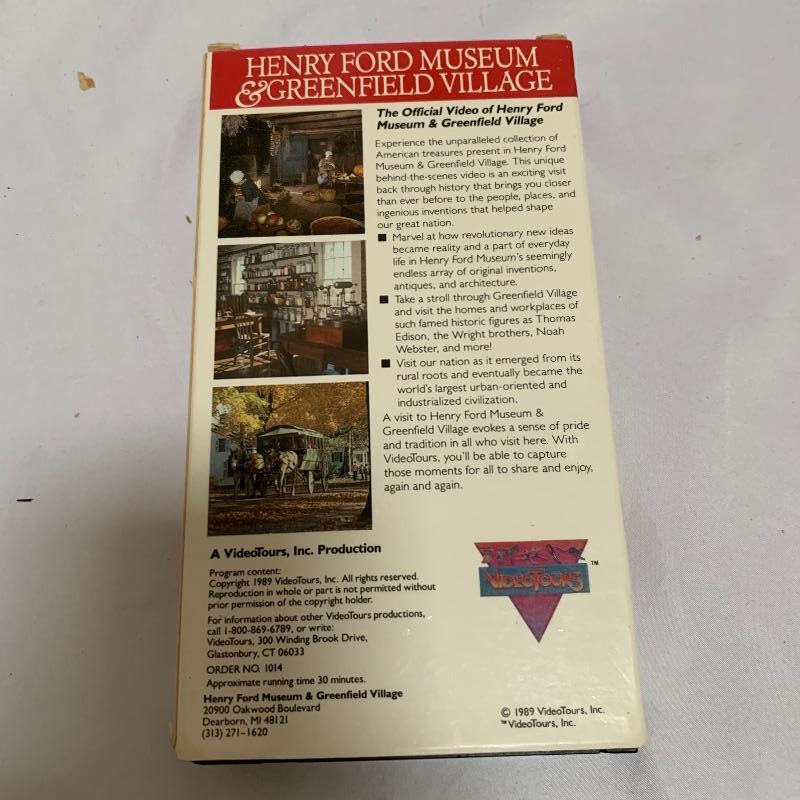 HENRY FORD MUSEUM
& GREENFIELD VILLAGE
The Official Video of Henry Ford
Museum & Greenfield Village
Experience the unparalleled collection of
American treasures present in Henry Ford
Museum & Greenfield Village. This unique
behind-the-scenes video is an exciting visit
back through history that brings you closer
than ever before to the people, places, and
ingenious inventions that helped shape
our great nation.
■ Marvel at how revolutionary new ideas
became reality and a part of everyday
life in Henry Ford Museum's seemingly
endless array of original inventions,
antiques, and architecture.
■ Take a stroll through Greenfield Village
and visit the homes and workplaces of
such famed historic figures as Thomas
Edison, the Wright brothers, Noah
Webster, and more!
■ Visit our nation as it emerged from its
rural roots and eventually became the
world's largest urban-oriented and
industrialized civilization.
A visit to Henry Ford Museum &
Greenfield Village evokes a sense of pride
and tradition in all who visit here. With
VideoTours, you'll be able to capture
those moments for all to share and enjoy,
again and again.
A VideoTours, Inc. Production
Program content:
Copyright 1989 VideoTours, Inc. All rights reserved.
Reproduction in whole or part is not permitted without
prior permission of the copyright holder.
For information about other VideoTours productions,
call 1-800-869-6789, or write:
VideoTours, 300 Winding Brook Drive,
Glastonbury, CT 06033
ORDER NO. 1014
Approximate running time 30 minutes.
Henry Ford Museum & Greenfield Village
20900 Oakwood Boulevard
Dearborn, MI 48121
(313) 271-1620
VIDEOTOURS ™
© 1989 VideoTours, Inc.
™VideoTours, Inc.